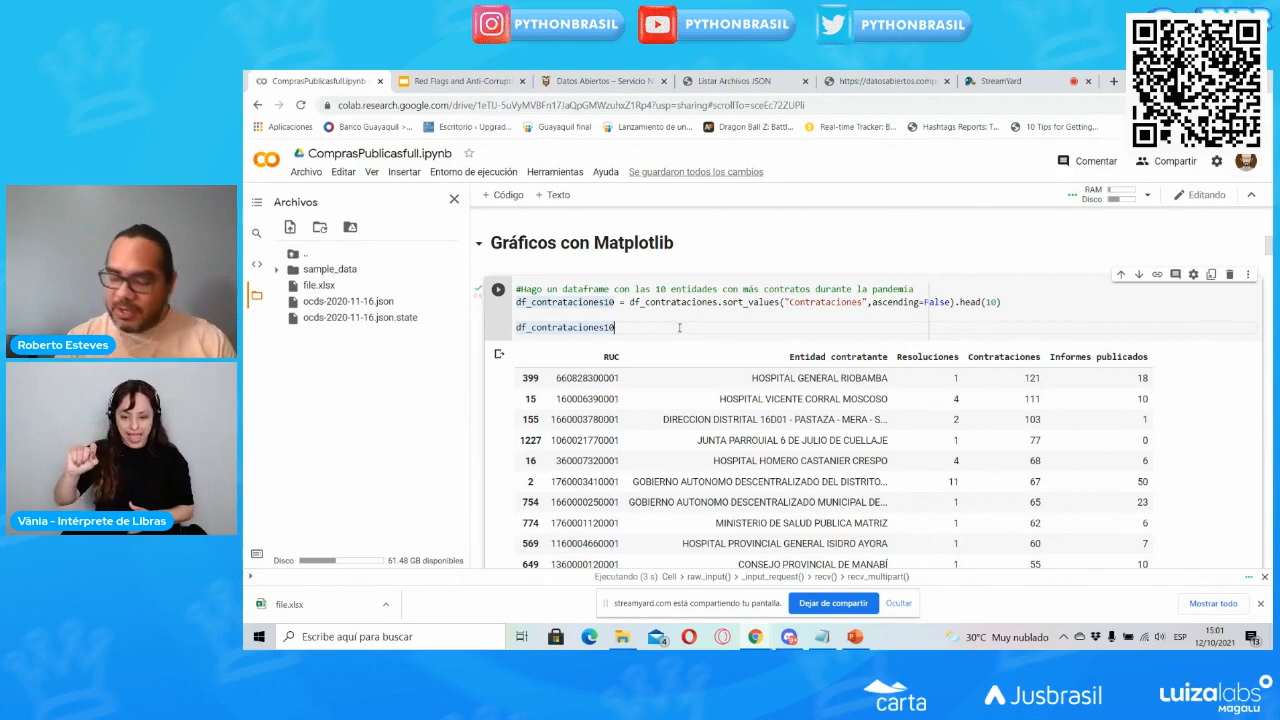 PYTHONBRASIL
PYTHONBRASIL
PYTHONBRASIL
ComprasPublicasfull.ipynb -
Red Flags and Anti-Corrupti
Datos Abiertos – Servicio N
Listar Archivos JSON
https://datosabiertos.comp
StreamYard
colab.research.google.com/drive/1eTIJ-5uVyMVBFn17JaQpGMWzuhxZ1Rp4?usp=sharing#scrollTo=sceEc72ZUPli
Aplicaciones
Banco Guayaquil >...
Escritorio ‹ Upgrad...
Guayaquil final
Lanzamiento de un...
Dragon Ball Z: Battl...
Real-time Tracker: B...
Hashtags Reports: T...
10 Tips for Getting...
ComprasPublicasfull.ipynb
Comentar
Compartir
Archivo Editar Ver Insertar Entorno de ejecución Herramientas Ayuda Se guardaron todos los cambios
Archivos
+ Código + Texto
RAM
Disco
Editando
..
sample_data
file.xlsx
ocds-2020-11-16.json
ocds-2020-11-16.json.state
Gráficos con Matplotlib
#Hago un dataframe con las 10 entidades con más contratos durante la pandemia
df_contrataciones10 = df_contrataciones.sort_values("Contrataciones",ascending=False).head(10)
df_contrataciones10
RUC Entidad contratante Resoluciones Contrataciones Informes publicados
399 660828300001 HOSPITAL GENERAL RIOBAMBA 1 121 18
15 160006390001 HOSPITAL VICENTE CORRAL MOSCOSO 4 111 10
155 1660003780001 DIRECCION DISTRITAL 16D01 - PASTAZA - MERA - S... 2 103 1
1227 1060021770001 JUNTA PARROUIAL 6 DE JULIO DE CUELLAJE 1 77 0
16 360007320001 HOSPITAL HOMERO CASTANIER CRESPO 4 68 6
2 1760003410001 GOBIERNO AUTONOMO DESCENTRALIZADO DEL DISTRITO... 11 67 50
754 1660000250001 GOBIERNO AUTONOMO DESCENTRALIZADO MUNICIPAL DE... 1 65 23
774 1760001120001 MINISTERIO DE SALUD PUBLICA MATRIZ 1 62 6
569 1160004660001 HOSPITAL PROVINCIAL GENERAL ISIDRO AYORA 1 60 7
649 1360000120001 CONSEJO PROVINCIAL DE MANABÍ 1 55 10
Disco
61.48 GB disponibles
Ejecutando (3 s) Cell > raw_input() > _input_request() > recv() > recv_multipart()
file.xlsx
streamyard.com está compartiendo tu pantalla.
Dejar de compartir
Ocultar
Mostrar todo
Escribe aquí para buscar
4
30°C Muy nublado
ESP
15:01
12/10/2021
13
Roberto Esteves
Vânia - Intérprete de Libras
carta
Jusbrasil
luizalabs
MAGALU